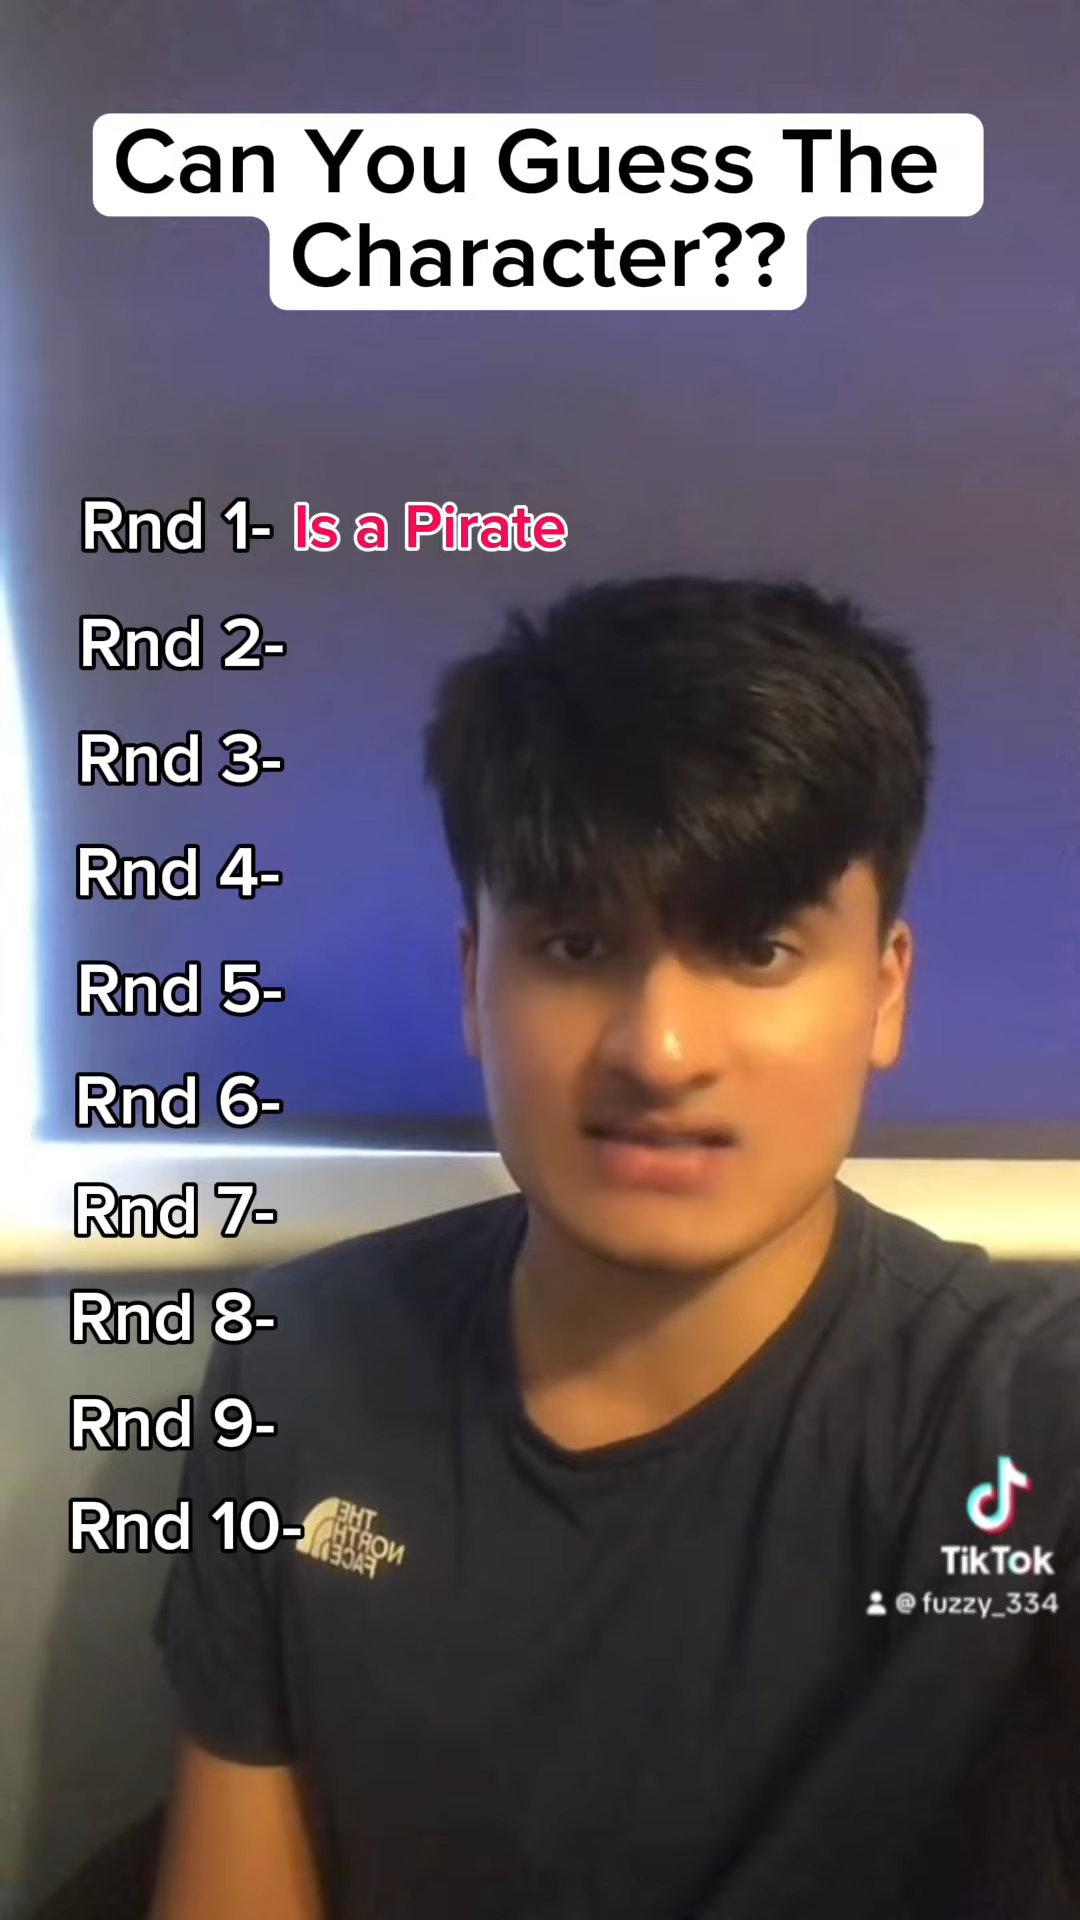 Can You Guess The
Character??
Rnd 1- Is a Pirate
Rnd 2-
Rnd 3-
Rnd 4-
Rnd 5-
Rnd 6-
Rnd 7-
Rnd 8-
Rnd 9-
Rnd 10-
THE
NORTH
FACE
TikTok
@fuzzy_334